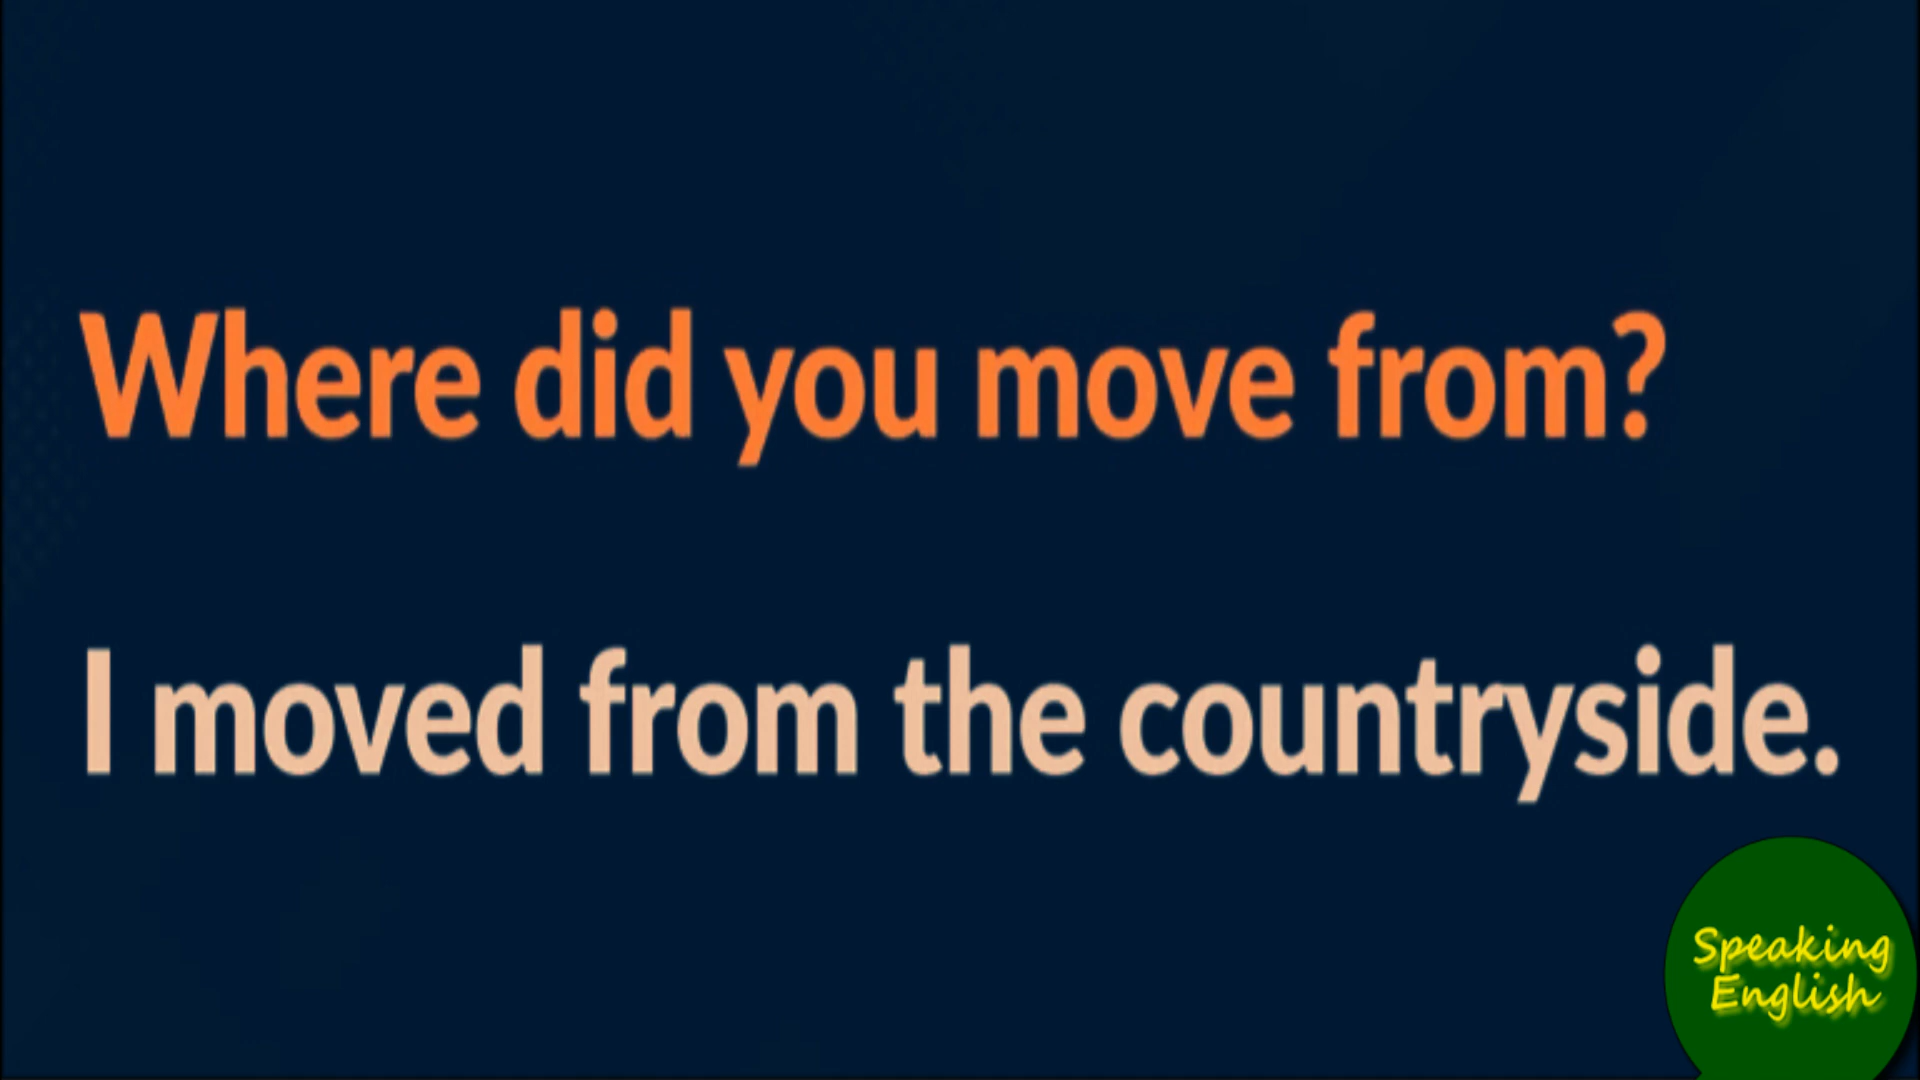 Where did you move from?
I moved from the countryside.
Speaking
English